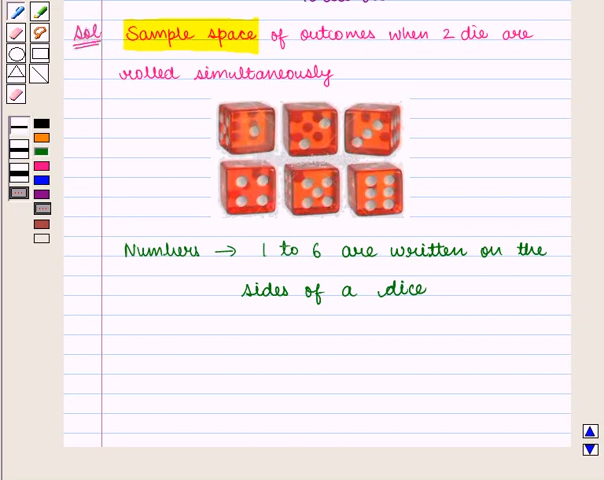 Sol Sample space of outcomes when 2 die are
rolled simultaneously
Numbers → 1 to 6 are written on the
sides of a dice